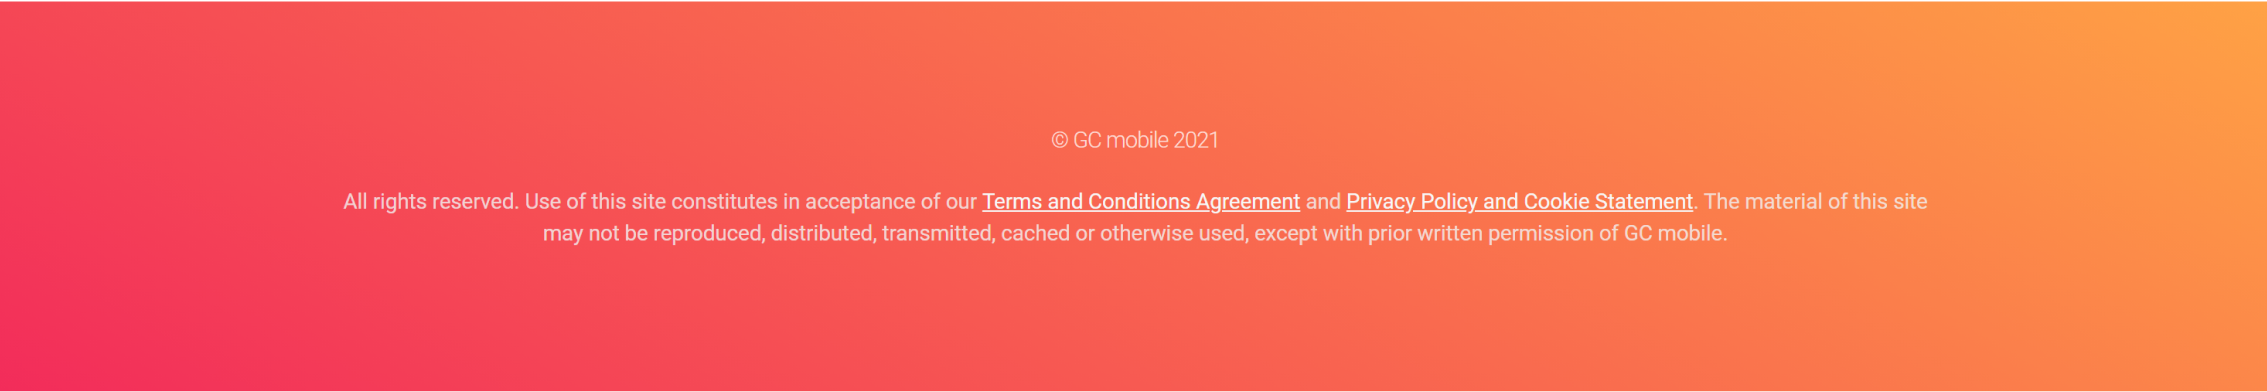 © GC mobile 2021
All rights reserved. Use of this site constitutes in acceptance of our Terms and Conditions Agreement and Privacy Policy and Cookie Statement. The material of this site
may not be reproduced, distributed, transmitted, cached or otherwise used, except with prior written permission of GC mobile.